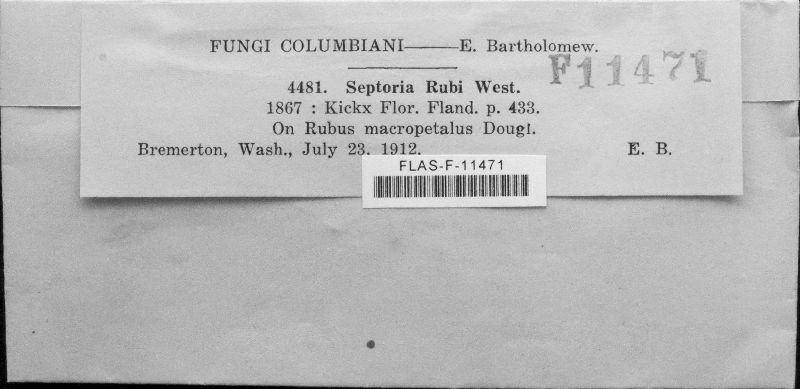 FUNGI COLUMBIANI——E. Bartholomew.
F11471
4481. Septoria Rubi West.
1867 : Kickx Flor. Fland. p. 433.
On Rubus macropetalus Dougl.
Bremerton, Wash., July 23, 1912. E. B.
FLAS-F-11471